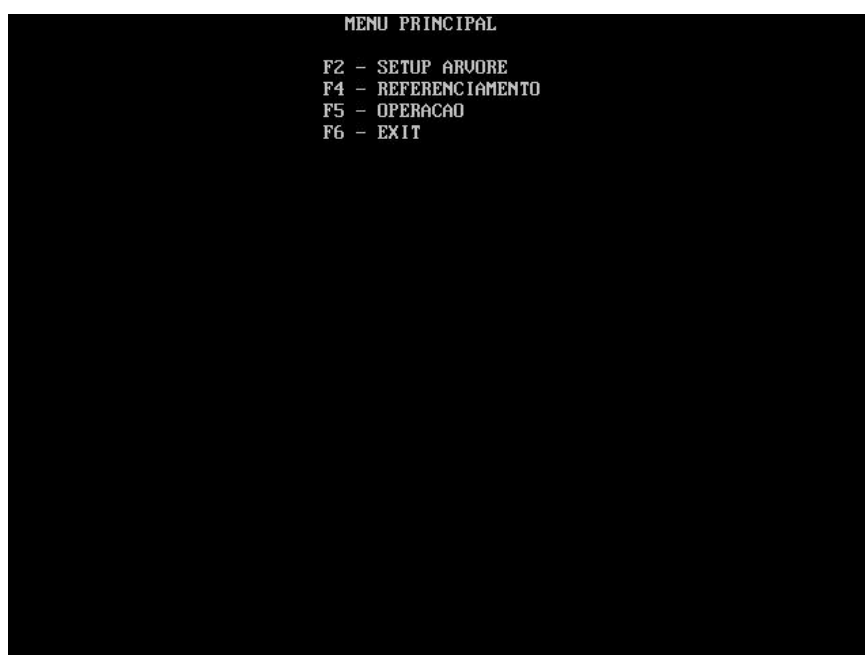 MENU PRINCIPAL
F2 - SETUP ARVORE
F4 - REFERENCIAMENTO
F5 - OPERACAO
F6 - EXIT